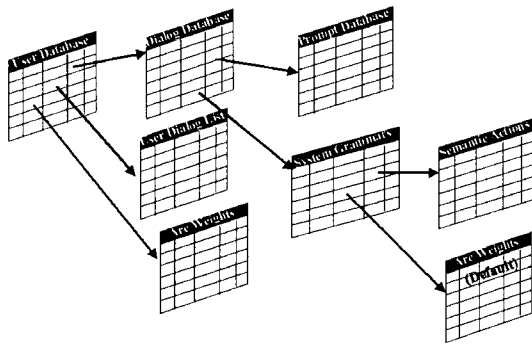 User Database
Dialog Database
Prompt Database
User Dialog List
System Grammars
Semantic Actions
Arc Weights
Arc Weights
(Default)